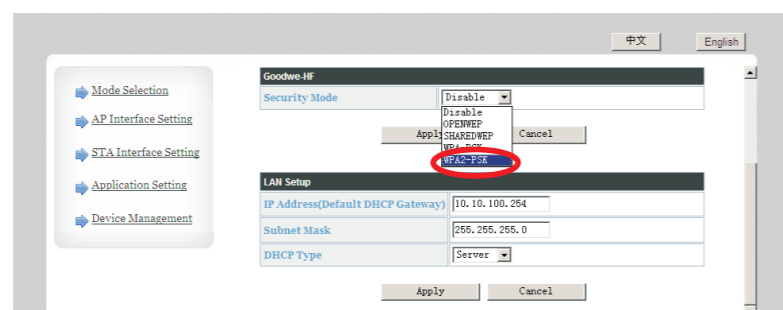 中文 English
Mode Selection
AP Interface Setting
STA Interface Setting
Application Setting
Device Management
Goodwe-HF
Security Mode Disable
Disable
OPENWEP
SHAREDWEP
WPA-PSK
WPA2-PSK
Apply Cancel
LAN Setup
IP Address(Default DHCP Gateway) 10.10.100.254
Subnet Mask 255.255.255.0
DHCP Type Server
Apply Cancel